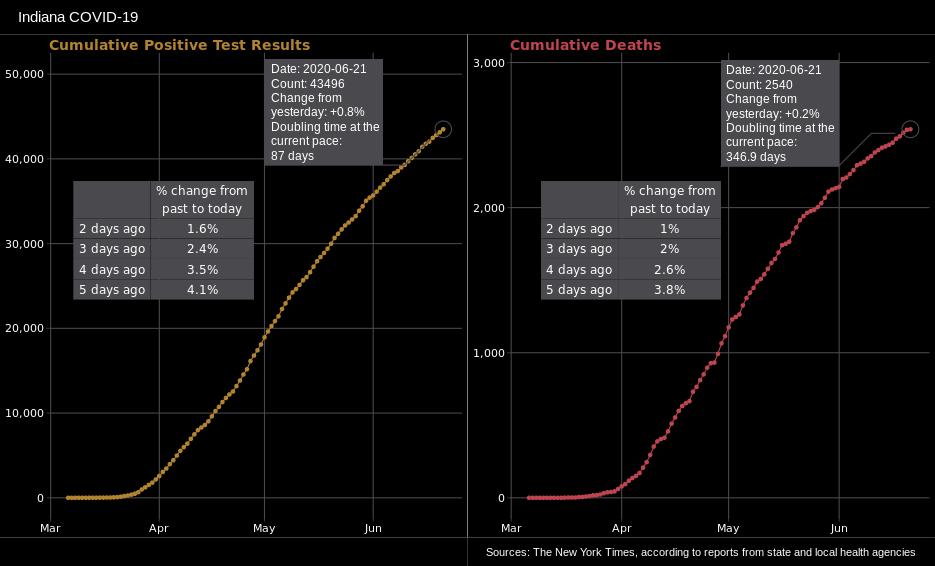 Indiana COVID-19
Cumulative Positive Test Results
50,000
40,000
30,000
20,000
10,000
0
Mar
Apr
May
Jun
Date: 2020-06-21
Count: 43496
Change from
yesterday: +0.8%
Doubling time at the
current pace:
87 days
% change from
past to today
2 days ago 1.6%
3 days ago 2.4%
4 days ago 3.5%
5 days ago 4.1%
Cumulative Deaths
3,000
2,000
1,000
0
Mar
Apr
May
Jun
Date: 2020-06-21
Count: 2540
Change from
yesterday: +0.2%
Doubling time at the
current pace:
346.9 days
% change from
past to today
2 days ago 1%
3 days ago 2%
4 days ago 2.6%
5 days ago 3.8%
Sources: The New York Times, according to reports from state and local health agencies